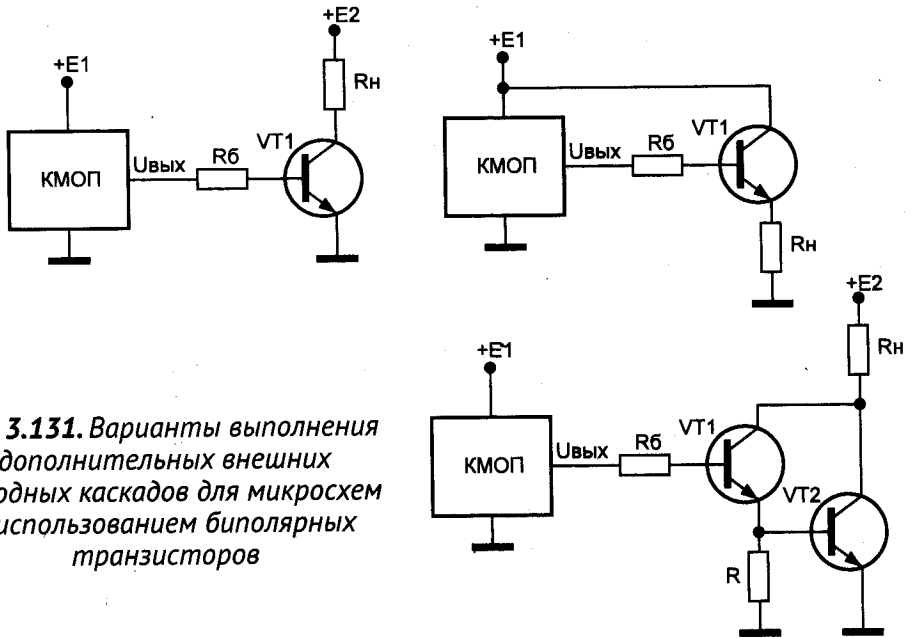 +E1
КМОП
Uвых
Rб
VT1
+E2
Rн
+E1
КМОП
Uвых
Rб
VT1
Rн
3.131. Варианты выполнения
дополнительных внешних
одных каскадов для микросхем
использованием биполярных
транзисторов
+E1
КМОП
Uвых
Rб
VT1
R
VT2
+E2
Rн